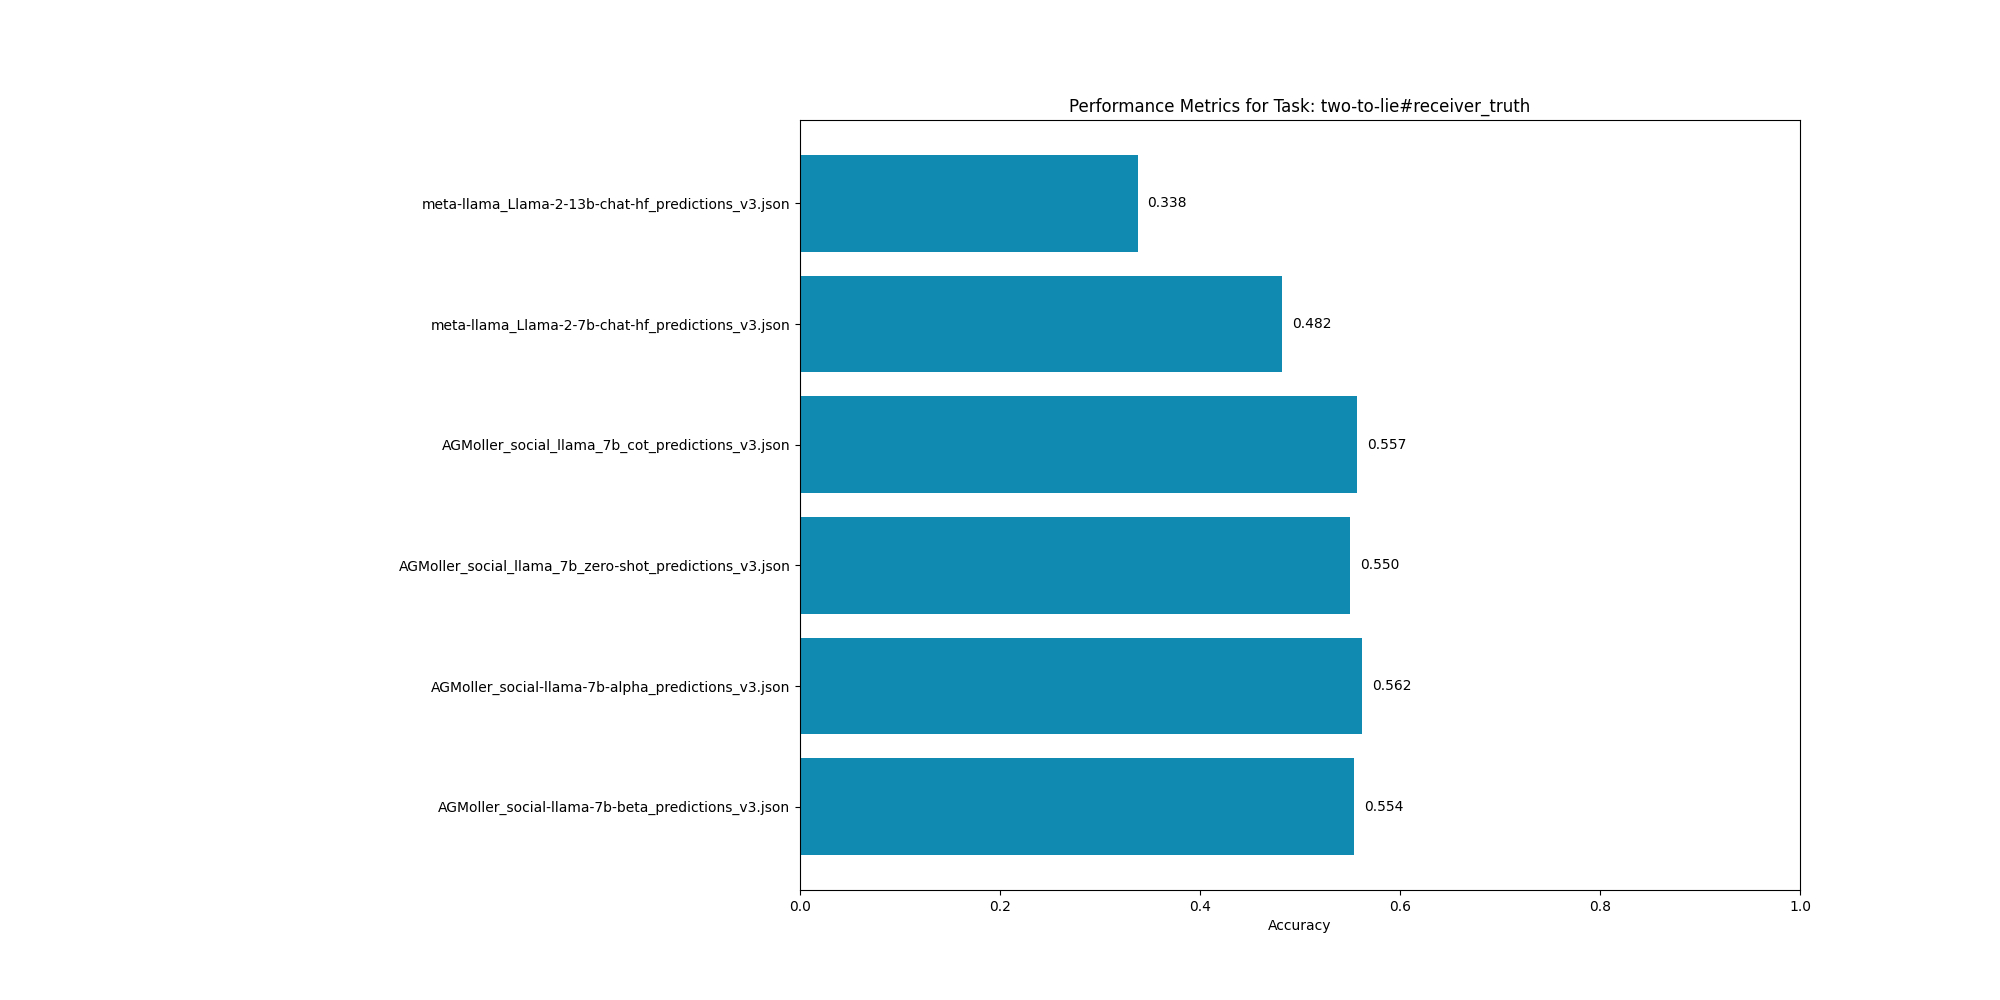 Performance Metrics for Task: two-to-lie#receiver_truth
meta-llama_Llama-2-13b-chat-hf_predictions_v3.json
0.338
meta-llama_Llama-2-7b-chat-hf_predictions_v3.json
0.482
AGMoller_social_llama_7b_cot_predictions_v3.json
0.557
AGMoller_social_llama_7b_zero-shot_predictions_v3.json
0.550
AGMoller_social-llama-7b-alpha_predictions_v3.json
0.562
AGMoller_social-llama-7b-beta_predictions_v3.json
0.554
0.0 0.2 0.4 0.6 0.8 1.0
Accuracy